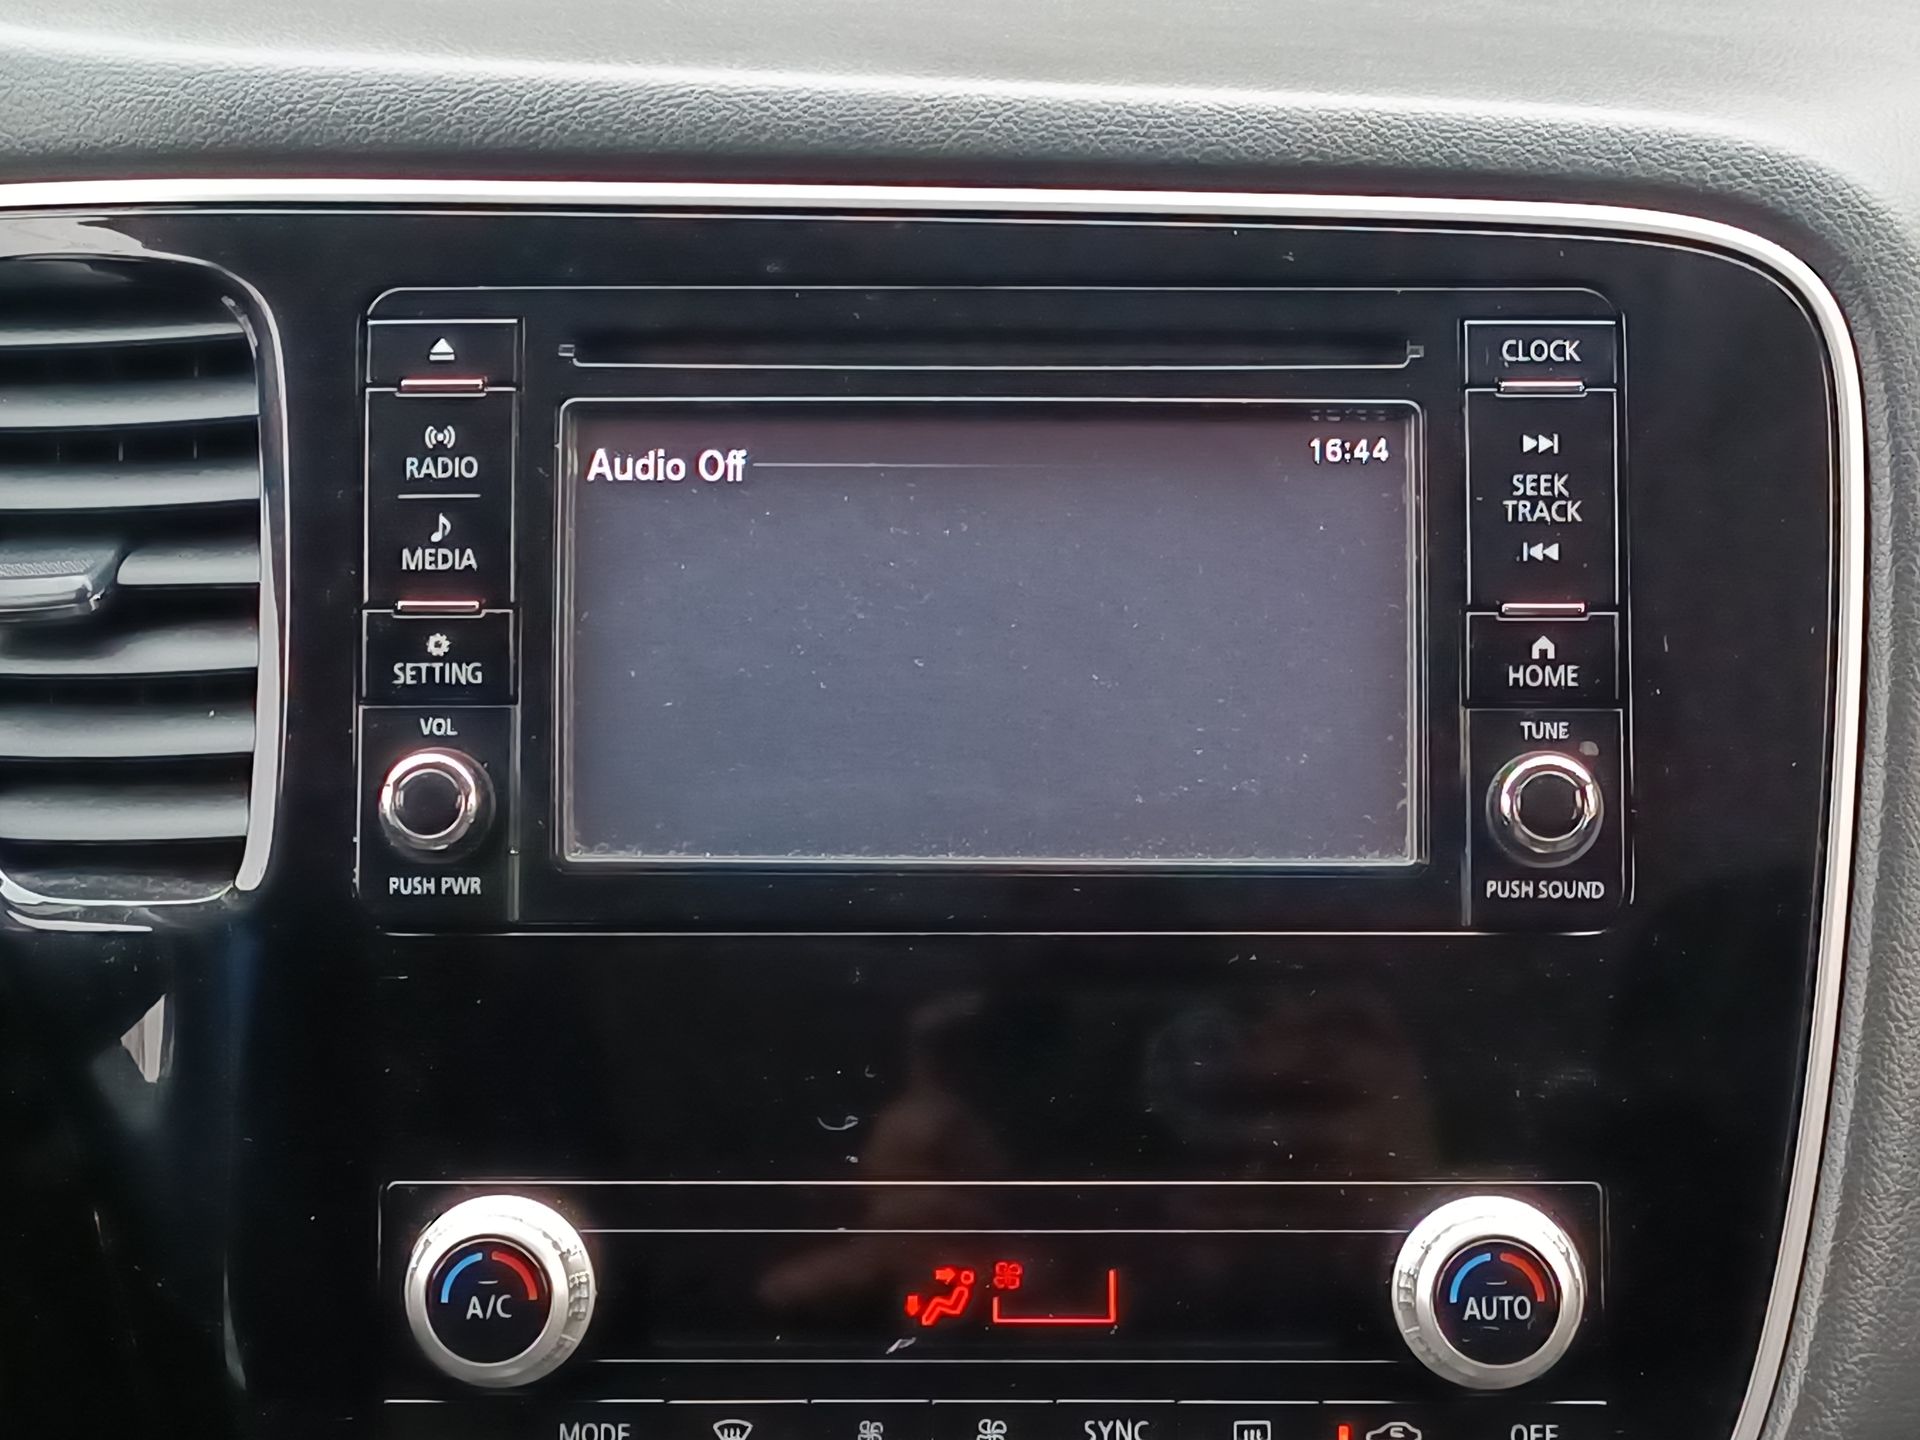 CLOCK
RADIO
Audio Off
16:44
SEEK
TRACK
MEDIA
SETTING
HOME
VOL
TUNE
PUSH PWR
PUSH SOUND
A/C
AUTO
MODE
SYNC
OFF